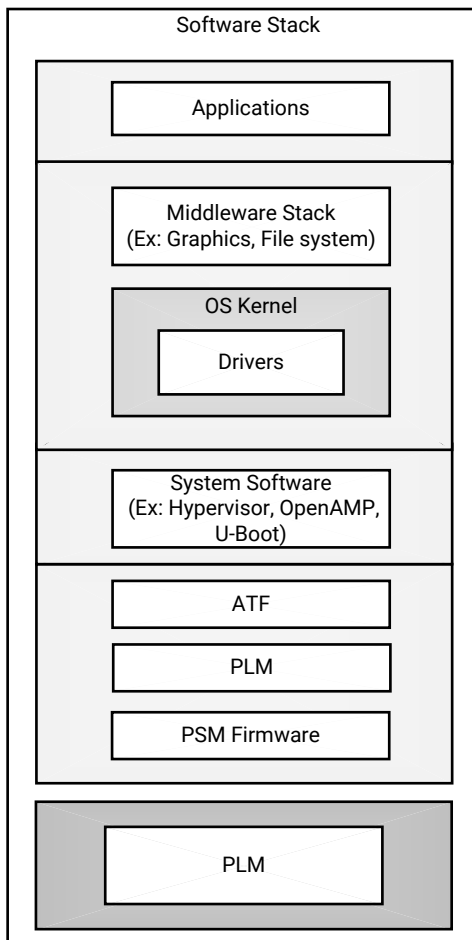 Software Stack
Applications
Middleware Stack
(Ex: Graphics, File system)
OS Kernel
Drivers
System Software
(Ex: Hypervisor, OpenAMP,
U-Boot)
ATF
PLM
PSM Firmware
PLM